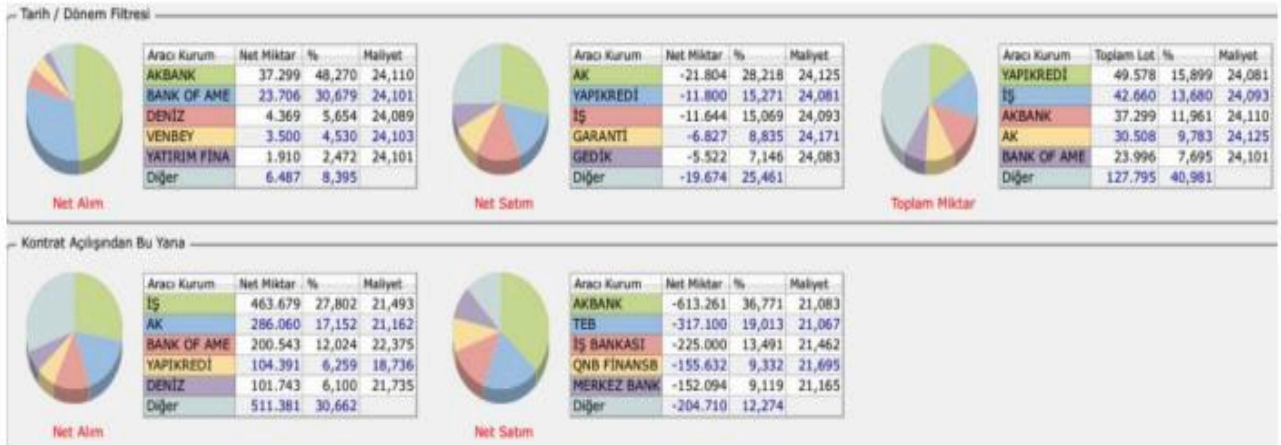 Tarih / Dönem Filtresi
Aracı Kurum Net Miktar % Maliyet
AKBANK 37.299 48,270 24,110
BANK OF AME 23.706 30,679 24,101
DENİZ 4.369 5,654 24,089
VENBEY 3.500 4,530 24,103
YATIRIM FİNA 1.910 2,472 24,101
Diğer 6.487 8,395
Net Alım
Aracı Kurum Net Miktar % Maliyet
AK -21.804 28,218 24,125
YAPIKREDİ -11.800 15,271 24,081
İŞ -11.644 15,069 24,093
GARANTİ -6.827 8,835 24,171
GEDİK -5.522 7,146 24,083
Diğer -19.674 25,461
Net Satım
Aracı Kurum Toplam Lot % Maliyet
YAPIKREDİ 49.578 15,899 24,081
İŞ 42.660 13,680 24,093
AKBANK 37.299 11,961 24,110
AK 30.508 9,783 24,125
BANK OF AME 23.996 7,695 24,101
Diğer 127.795 40,981
Toplam Miktar
Kontrat Açılışından Bu Yana
Aracı Kurum Net Miktar % Maliyet
İŞ 463.679 27,802 21,493
AK 286.060 17,152 21,162
BANK OF AME 200.543 12,024 22,375
YAPIKREDİ 104.391 6,259 18,736
DENİZ 101.743 6,100 21,735
Diğer 511.381 30,662
Net Alım
Aracı Kurum Net Miktar % Maliyet
AKBANK -613.261 36,771 21,083
TEB -317.100 19,013 21,067
İŞ BANKASI -225.000 13,491 21,462
QNB FİNANSB -155.632 9,332 21,695
MERKEZ BANK -152.094 9,119 21,165
Diğer -204.710 12,274
Net Satım